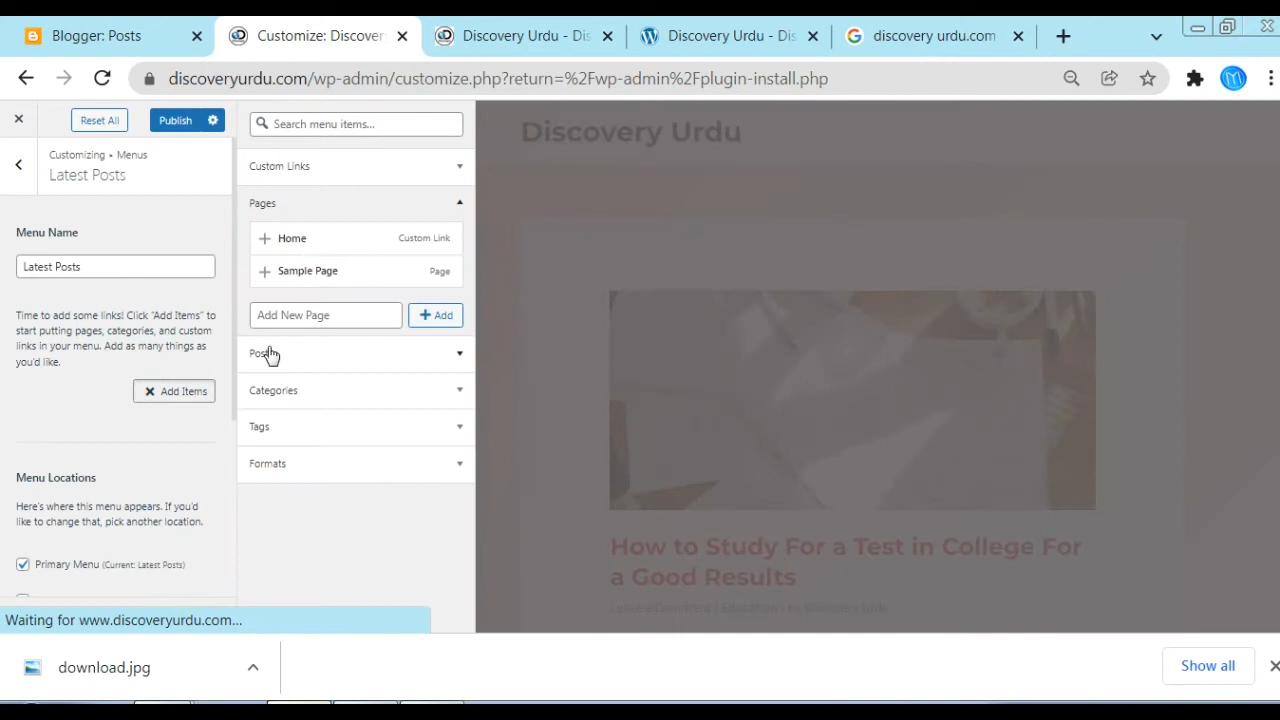 Blogger: Posts
Customize: Discover
Discovery Urdu - Dis
Discovery Urdu - Dis
discovery urdu.com
discoveryurdu.com/wp-admin/customize.php?return=%2Fwp-admin%2Fplugin-install.php
Reset All
Publish
Customizing ▸ Menus
Latest Posts
Menu Name
Latest Posts
Time to add some links! Click "Add Items" to
start putting pages, categories, and custom
links in your menu. Add as many things as
you'd like.
Add Items
Menu Locations
Here's where this menu appears. If you'd
like to change that, pick another location.
Primary Menu (Current: Latest Posts)
Search menu items...
Custom Links
Pages
Home Custom Link
Sample Page Page
Add New Page + Add
Categories
Tags
Formats
Discovery Urdu
How to Study For a Test in College For
a Good Results
Waiting for www.discoveryurdu.com...
download.jpg
Show all